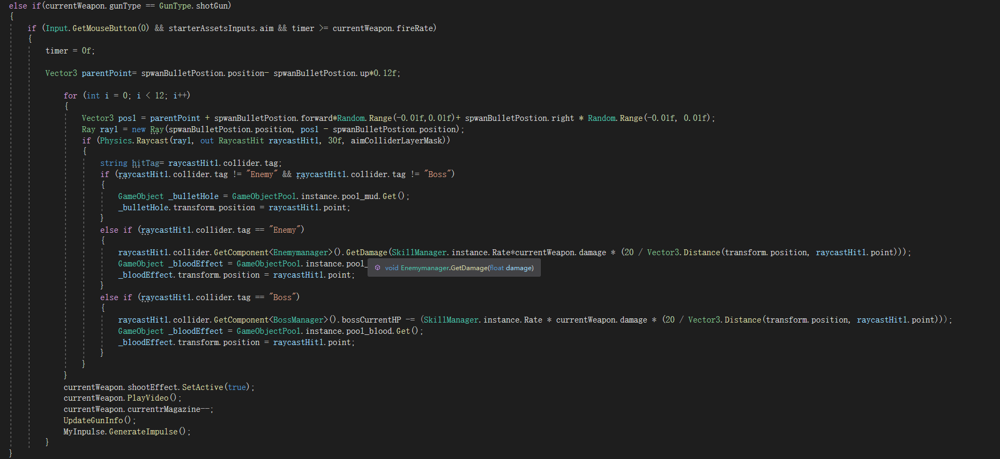 else if(currentWeapon.gunType == GunType.shotGun)
{
if (Input.GetMouseButton(0) && starterAssetsInputs.aim && timer >= currentWeapon.fireRate)
{
timer = 0f;
Vector3 parentPoint= spwanBulletPostion.position- spwanBulletPostion.up*0.12f;
for (int i = 0; i < 12; i++)
{
Vector3 pos1 = parentPoint + spwanBulletPostion.forward*Random.Range(-0.01f,0.01f)+ spwanBulletPostion.right * Random.Range(-0.01f, 0.01f);
Ray ray1 = new Ray(spwanBulletPostion.position, pos1 - spwanBulletPostion.position);
if (Physics.Raycast(ray1, out RaycastHit raycastHit1, 30f, aimColliderLayerMask))
{
string hitTag= raycastHit1.collider.tag;
if (raycastHit1.collider.tag != "Enemy" && raycastHit1.collider.tag != "Boss")
{
GameObject _bulletHole = GameObjectPool.instance.pool_mud.Get();
_bulletHole.transform.position = raycastHit1.point;
}
else if (raycastHit1.collider.tag == "Enemy")
{
raycastHit1.collider.GetComponent<Enemymanager>().GetDamage(SkillManager.instance.Rate*currentWeapon.damage * (20 / Vector3.Distance(transform.position, raycastHit1.point)));
GameObject _bloodEffect = GameObjectPool.instance.pool_
void Enemymanager.GetDamage(float damage)
_bloodEffect.transform.position = raycastHit1.point;
}
else if (raycastHit1.collider.tag == "Boss")
{
raycastHit1.collider.GetComponent<BossManager>().bossCurrentHP -= (SkillManager.instance.Rate * currentWeapon.damage * (20 / Vector3.Distance(transform.position, raycastHit1.point)));
GameObject _bloodEffect = GameObjectPool.instance.pool_blood.Get();
_bloodEffect.transform.position = raycastHit1.point;
}
}
}
currentWeapon.shootEffect.SetActive(true);
currentWeapon.PlayVideo();
currentWeapon.currentrMagazine--;
UpdateGunInfo();
MyInpulse.GenerateImpulse();
}
}